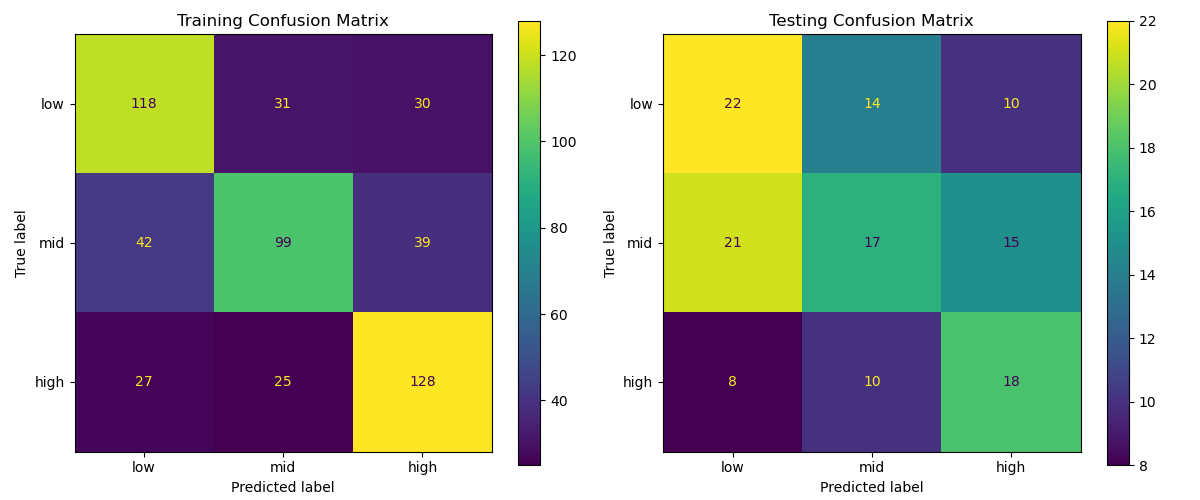 Training Confusion Matrix
True label
low
mid
high
118 31 30
42 99 39
27 25 128
low mid high
Predicted label
120
100
80
60
40
Testing Confusion Matrix
True label
low
mid
high
22 14 10
21 17 15
8 10 18
low mid high
Predicted label
22
20
18
16
14
12
10
8